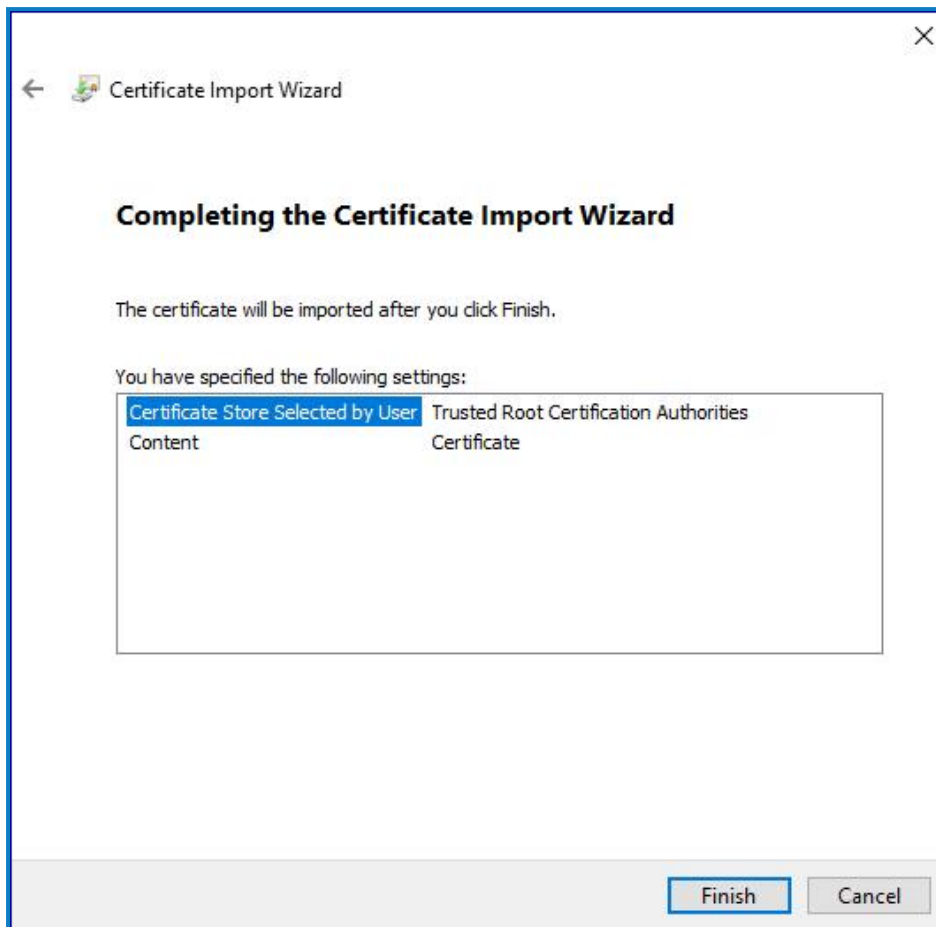 Certificate Import Wizard
Completing the Certificate Import Wizard
The certificate will be imported after you click Finish.
You have specified the following settings:
Certificate Store Selected by User Trusted Root Certification Authorities
Content Certificate
Finish Cancel